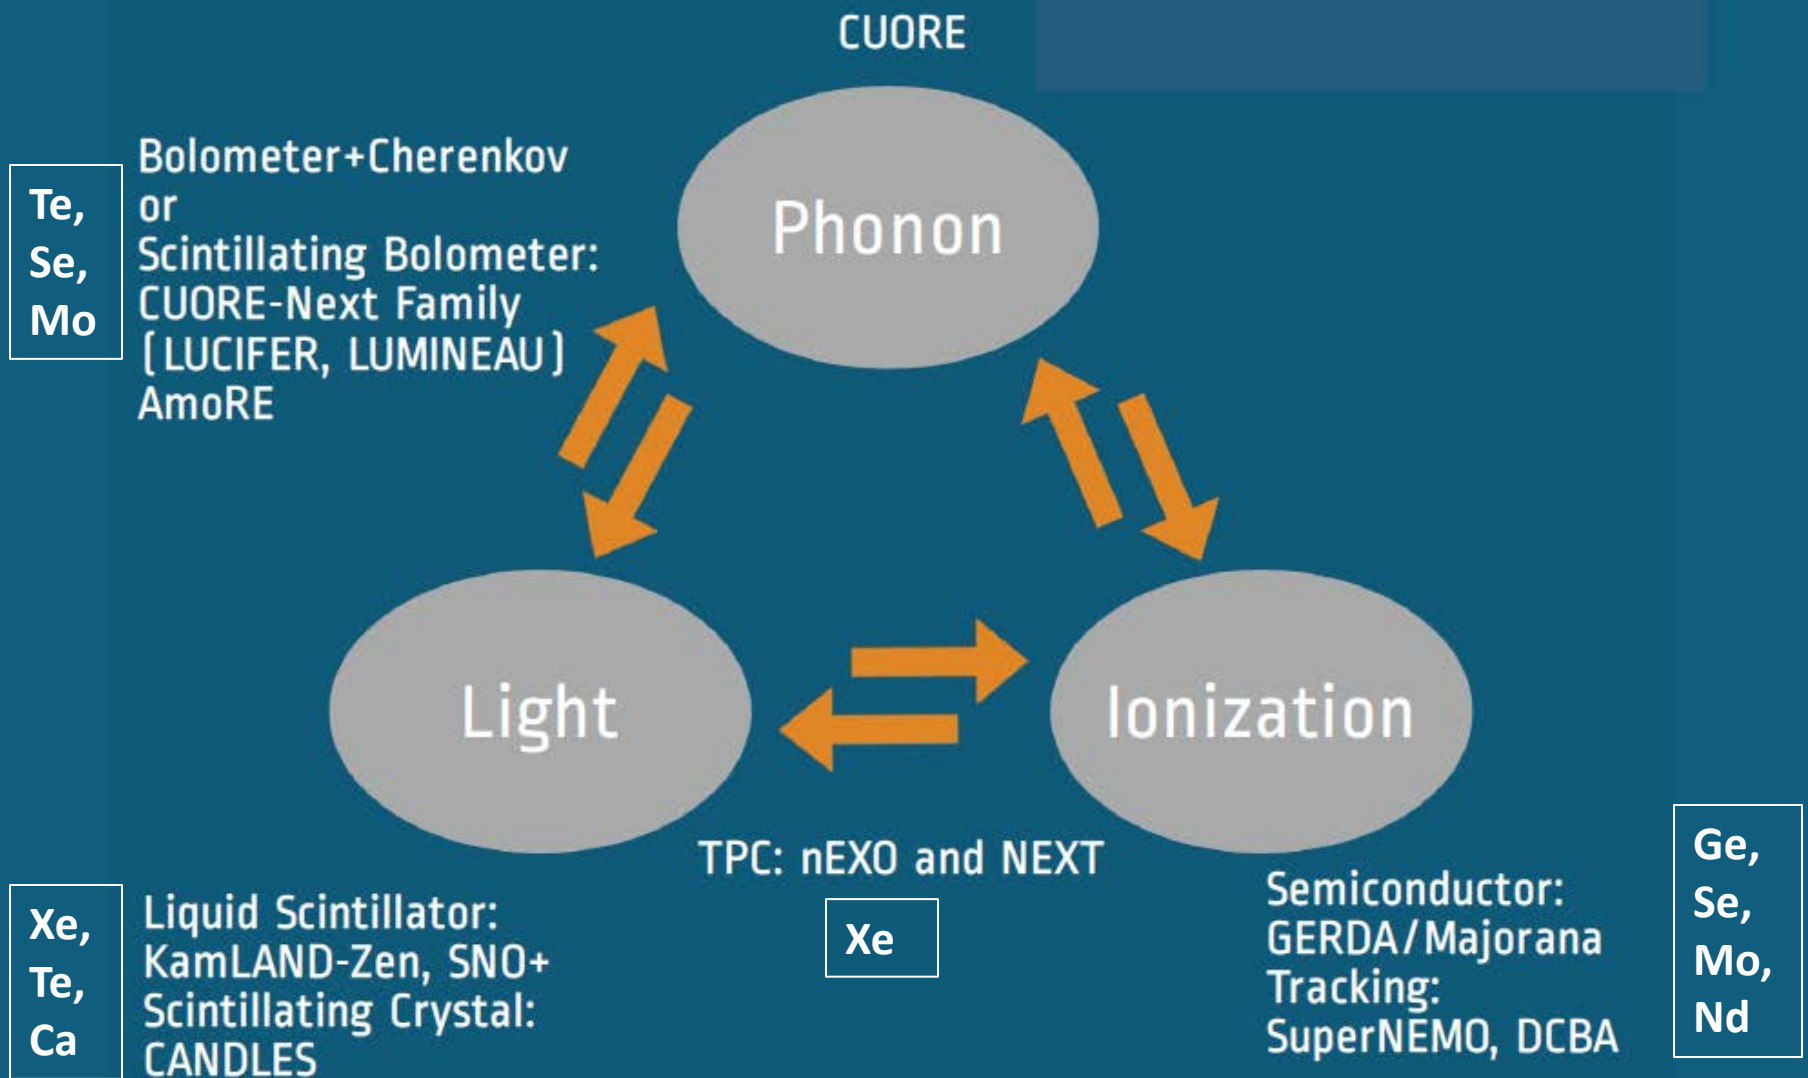 CUORE
Phonon
Te,
Se,
Mo
Bolometer+Cherenkov
or
Scintillating Bolometer:
CUORE-Next Family
(LUCIFER, LUMINEAU)
AmoRE
Light
Ionization
TPC: nEXO and NEXT
Xe
Xe,
Te,
Ca
Liquid Scintillator:
KamLAND-Zen, SNO+
Scintillating Crystal:
CANDLES
Semiconductor:
GERDA/Majorana
Tracking:
SuperNEMO, DCBA
Ge,
Se,
Mo,
Nd